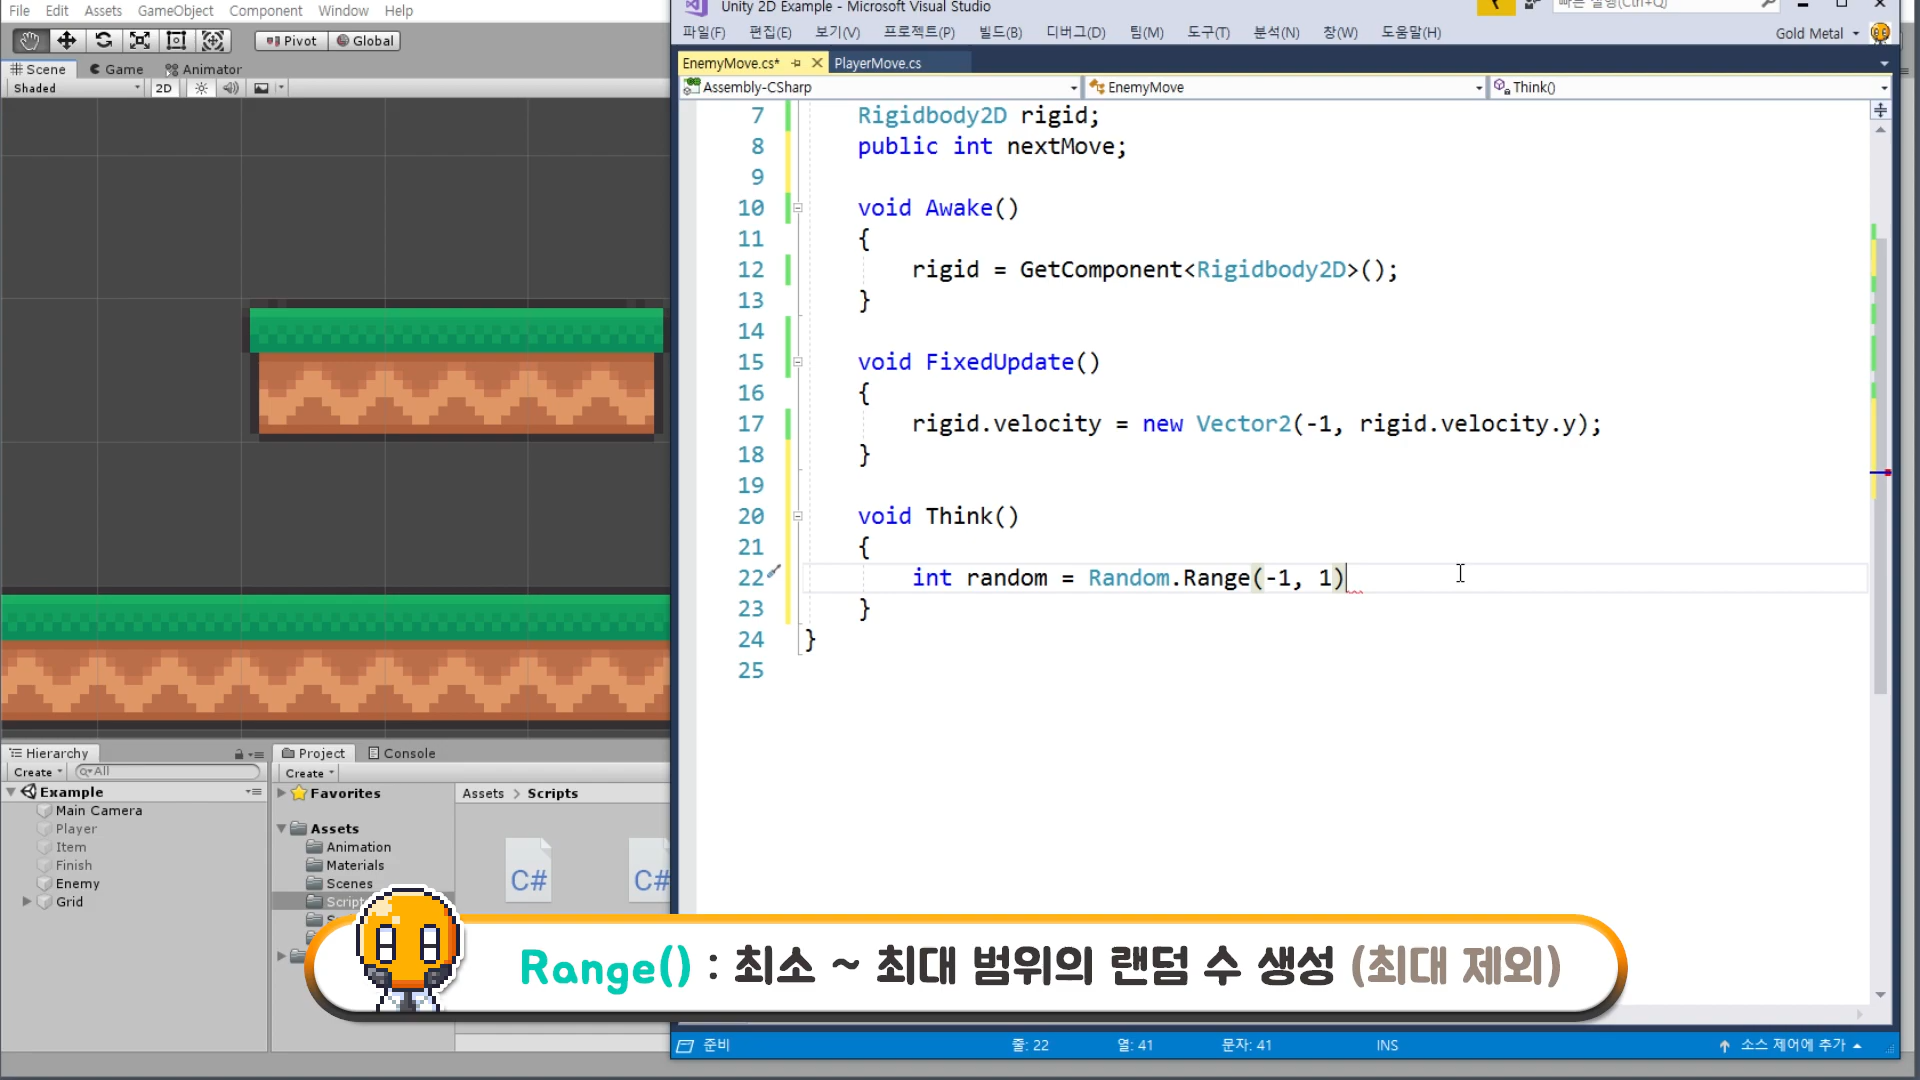 File Edit Assets GameObject Component Window Help
Pivot Global
Scene Game Animator
Shaded 2D
Unity 2D Example - Microsoft Visual Studio
빠른 실행(Ctrl+Q)
파일(F) 편집(E) 보기(V) 프로젝트(P) 빌드(B) 디버그(D) 팀(M) 도구(T) 분석(N) 창(W) 도움말(H)
Gold Metal
EnemyMove.cs* PlayerMove.cs
Assembly-CSharp EnemyMove Think()
7 Rigidbody2D rigid;
8 public int nextMove;
9
10 void Awake()
11 {
12 rigid = GetComponent<Rigidbody2D>();
13 }
14
15 void FixedUpdate()
16 {
17 rigid.velocity = new Vector2(-1, rigid.velocity.y);
18 }
19
20 void Think()
21 {
22 int random = Random.Range(-1, 1)
23 }
24 }
25
Hierarchy
Create All
Example
Main Camera
Player
Item
Finish
Enemy
Grid
Project Console
Create
Favorites
Assets
Animation
Materials
Scenes
Script
Assets > Scripts
C#
C#
Range() : 최소 ~ 최대 범위의 랜덤 수 생성 (최대 제외)
준비 줄: 22 열: 41 문자: 41 INS 소스 제어에 추가